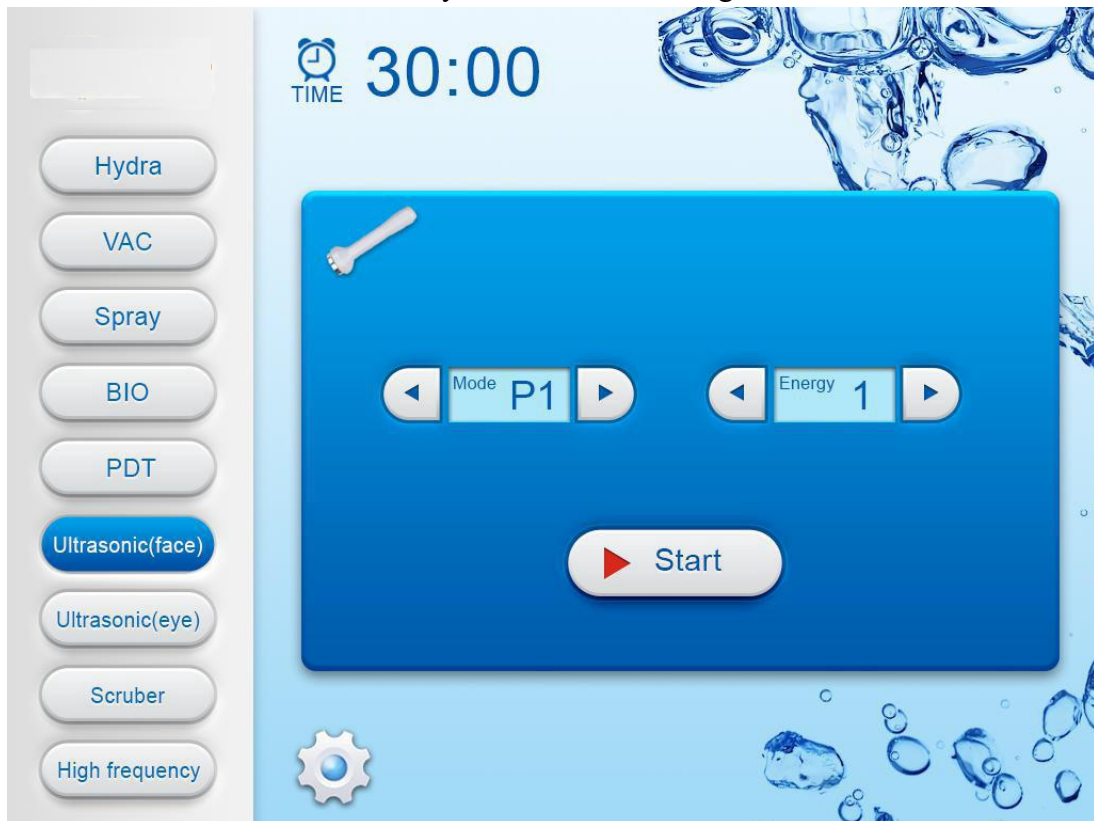 TIME 30:00
Hydra
VAC
Spray
BIO
PDT
Ultrasonic(face)
Ultrasonic(eye)
Scruber
High frequency
Mode P1
Energy 1
Start